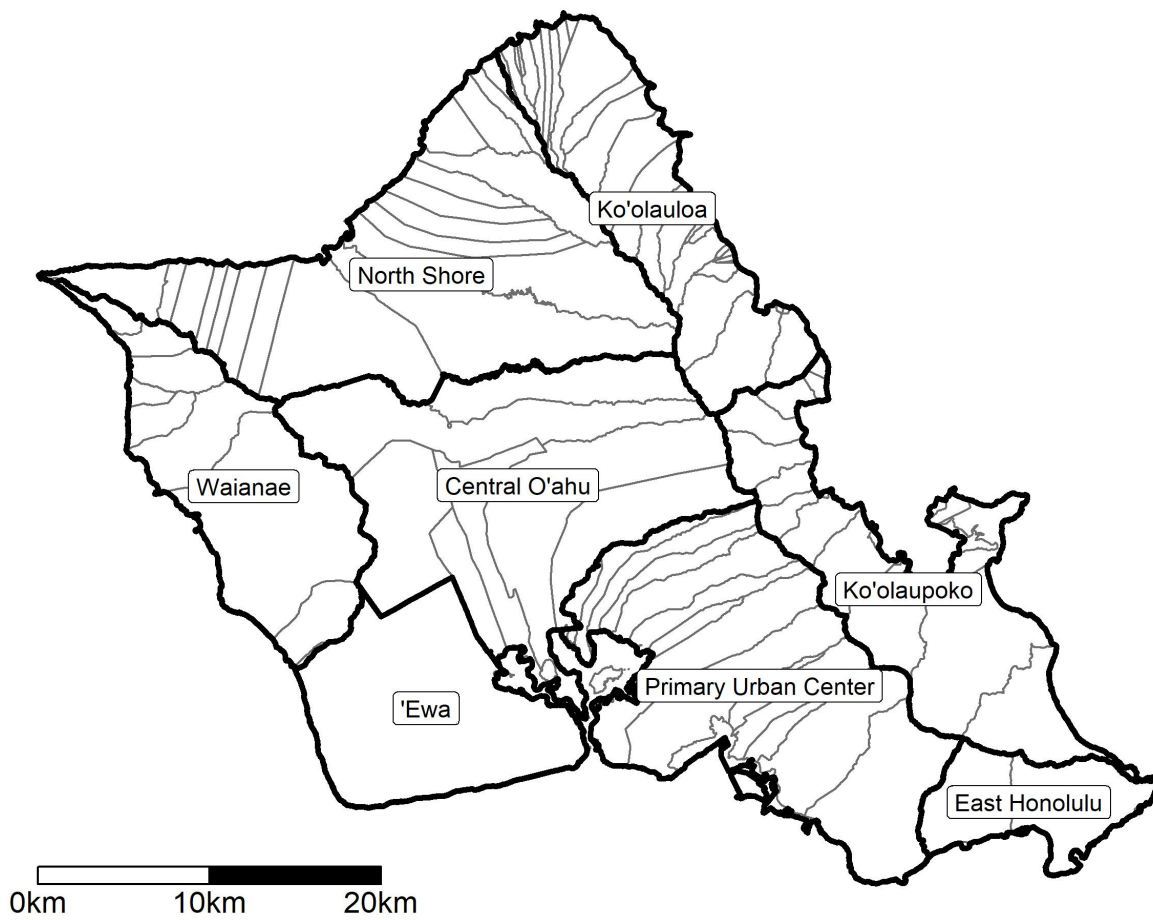 Ko'olauloa
North Shore
Waianae
Central O'ahu
Ko'olaupoko
Primary Urban Center
'Ewa
East Honolulu
0km 10km 20km